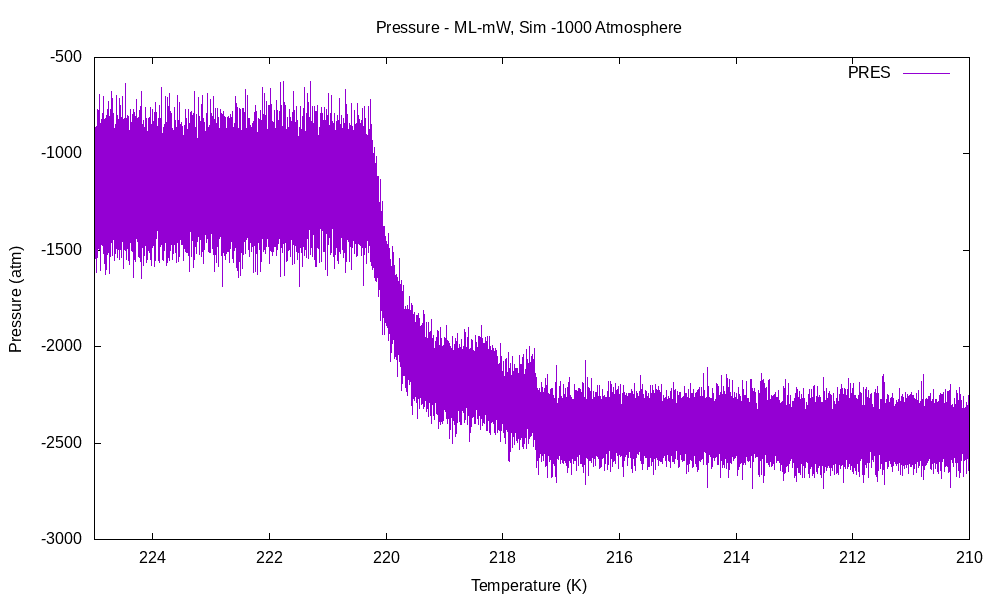 Pressure - ML-mW, Sim -1000 Atmosphere
-500
PRES
-1000
-1500
Pressure (atm)
-2000
-2500
-3000
224 222 220 218 216 214 212 210
Temperature (K)